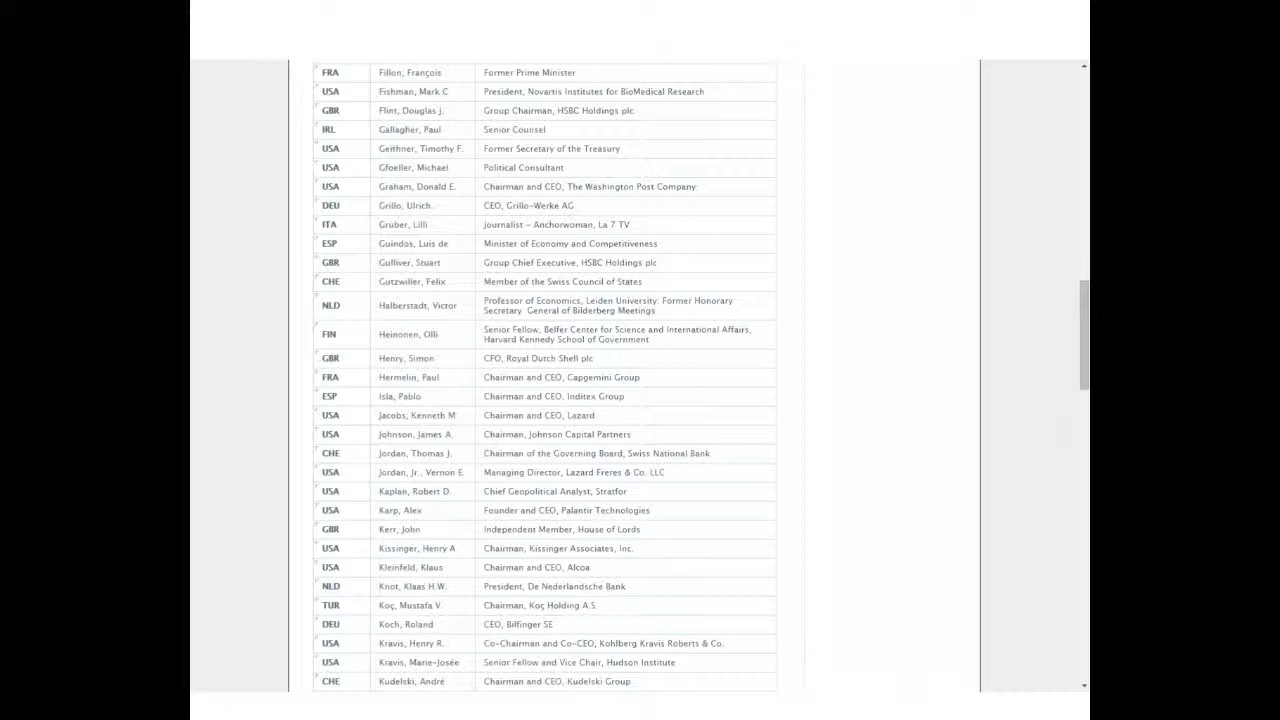 FRA Fillon, François Former Prime Minister
USA Fishman, Mark C President, Novartis Institutes for BioMedical Research
GBR Flint, Douglas J. Group Chairman, HSBC Holdings plc
IRL Gallagher, Paul Senior Counsel
USA Geithner, Timothy F. Former Secretary of the Treasury
USA Gfoeller, Michael Political Consultant
USA Graham, Donald E. Chairman and CEO, The Washington Post Company
DEU Grillo, Ulrich CEO, Grillo-Werke AG
ITA Gruber, Lilli Journalist – Anchorwoman, La 7 TV
ESP Guindos, Luis de Minister of Economy and Competitiveness
GBR Gulliver, Stuart Group Chief Executive, HSBC Holdings plc
CHE Gutzwiller, Felix Member of the Swiss Council of States
NLD Halberstadt, Victor Professor of Economics, Leiden University; Former Honorary
Secretary General of Bilderberg Meetings
FIN Heinonen, Olli Senior Fellow, Belfer Center for Science and International Affairs,
Harvard Kennedy School of Government
GBR Henry, Simon CFO, Royal Dutch Shell plc
FRA Hermelin, Paul Chairman and CEO, Capgemini Group
ESP Isla, Pablo Chairman and CEO, Inditex Group
USA Jacobs, Kenneth M Chairman and CEO, Lazard
USA Johnson, James A. Chairman, Johnson Capital Partners
CHE Jordan, Thomas J. Chairman of the Governing Board, Swiss National Bank
USA Jordan, Jr., Vernon E. Managing Director, Lazard Freres & Co. LLC
USA Kaplan, Robert D. Chief Geopolitical Analyst, Stratfor
USA Karp, Alex Founder and CEO, Palantir Technologies
GBR Kerr, John Independent Member, House of Lords
USA Kissinger, Henry A Chairman, Kissinger Associates, Inc.
USA Kleinfeld, Klaus Chairman and CEO, Alcoa
NLD Knot, Klaas H.W. President, De Nederlandsche Bank
TUR Koç, Mustafa V. Chairman, Koç Holding A.S.
DEU Koch, Roland CEO, Bilfinger SE
USA Kravis, Henry R. Co-Chairman and Co-CEO, Kohlberg Kravis Roberts & Co.
USA Kravis, Marie-Josée Senior Fellow and Vice Chair, Hudson Institute
CHE Kudelski, André Chairman and CEO, Kudelski Group